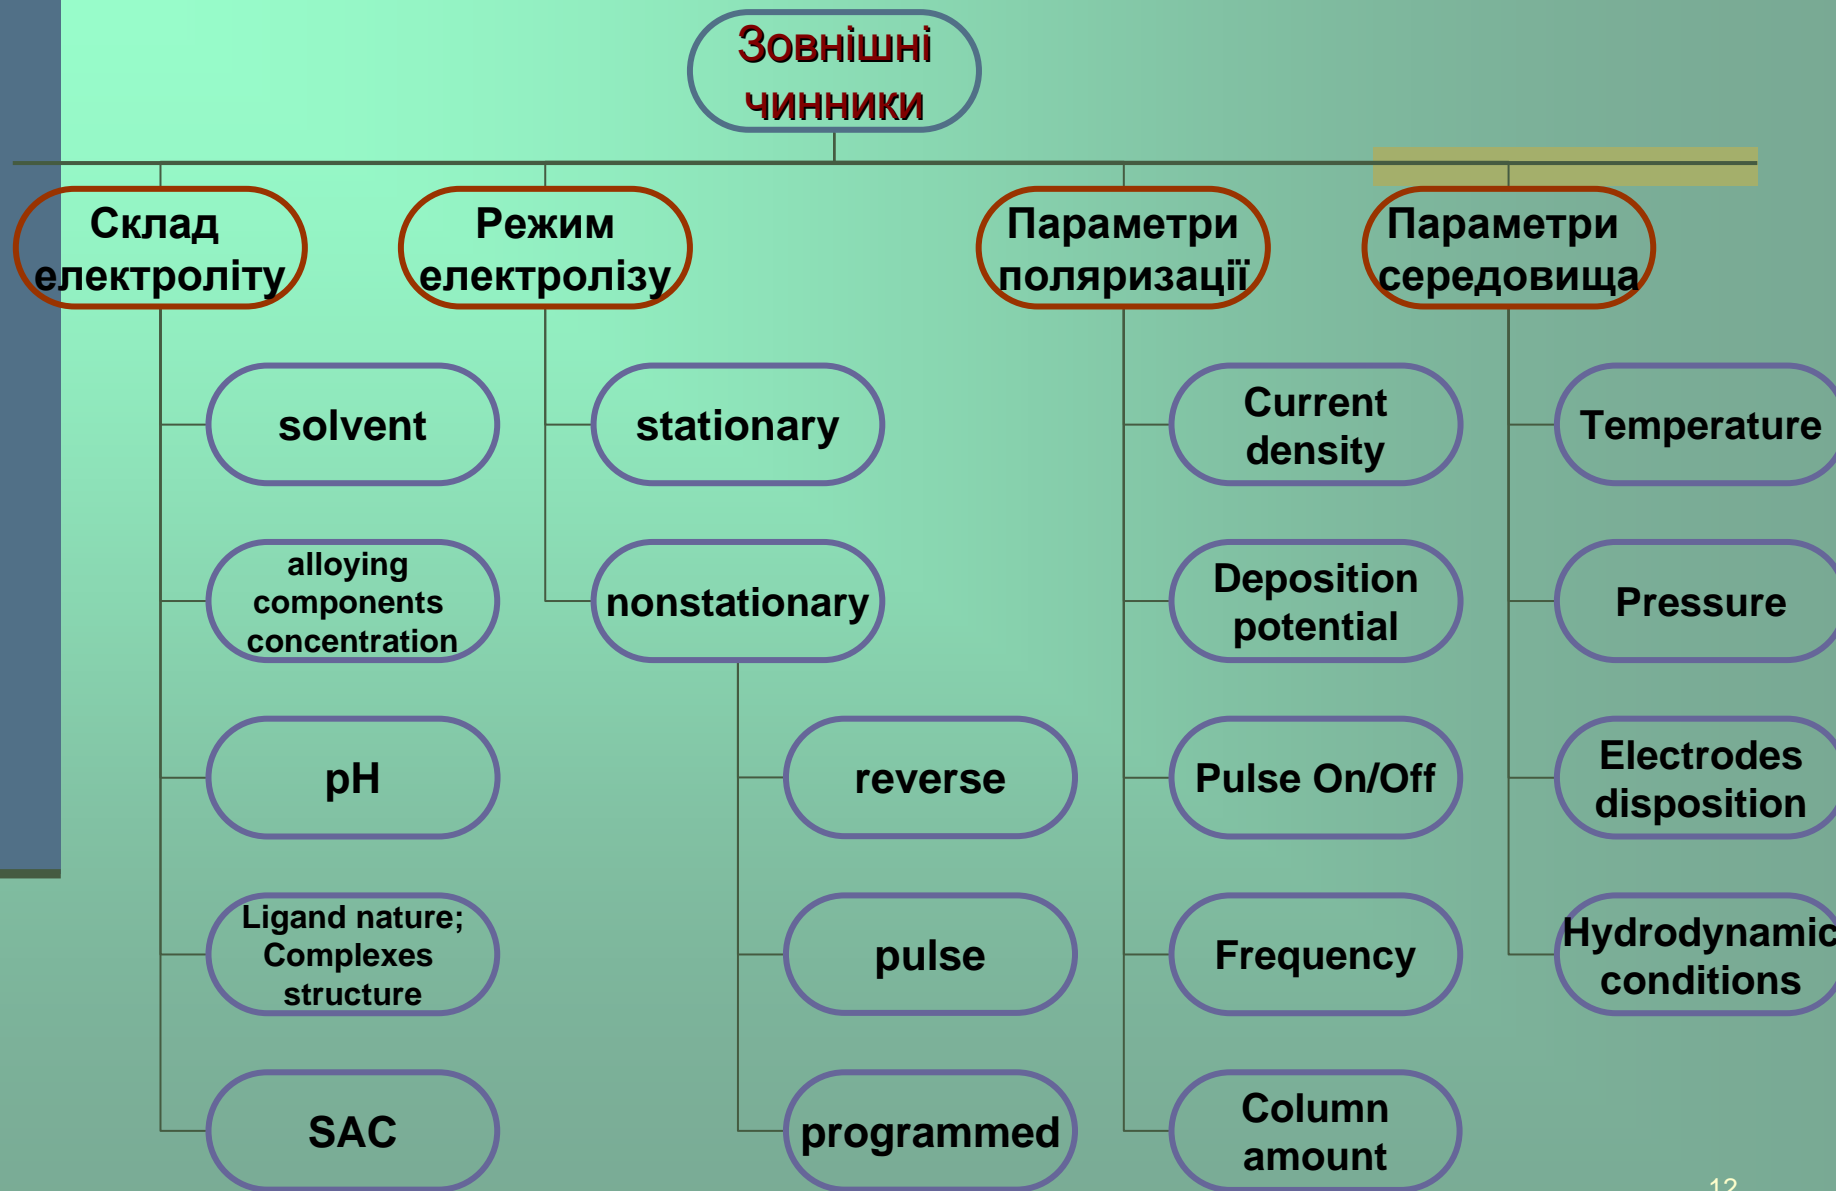 Зовнішні
чинники
Склад
електроліту
Режим
електролізу
Параметри
поляризації
Параметри
середовища
solvent
alloying
components
concentration
pH
Ligand nature;
Complexes
structure
SAC
stationary
nonstationary
reverse
pulse
programmed
Current
density
Deposition
potential
Pulse On/Off
Frequency
Column
amount
Temperature
Pressure
Electrodes
disposition
Hydrodynamic
conditions
12